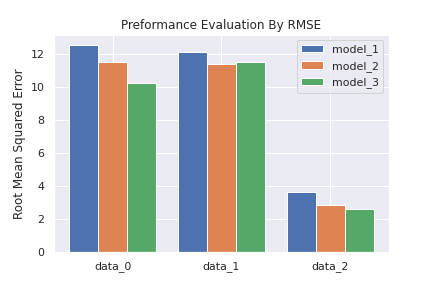 Preformance Evaluation By RMSE
model_1
model_2
model_3
Root Mean Squared Error
12
10
8
6
4
2
0
data_0 data_1 data_2